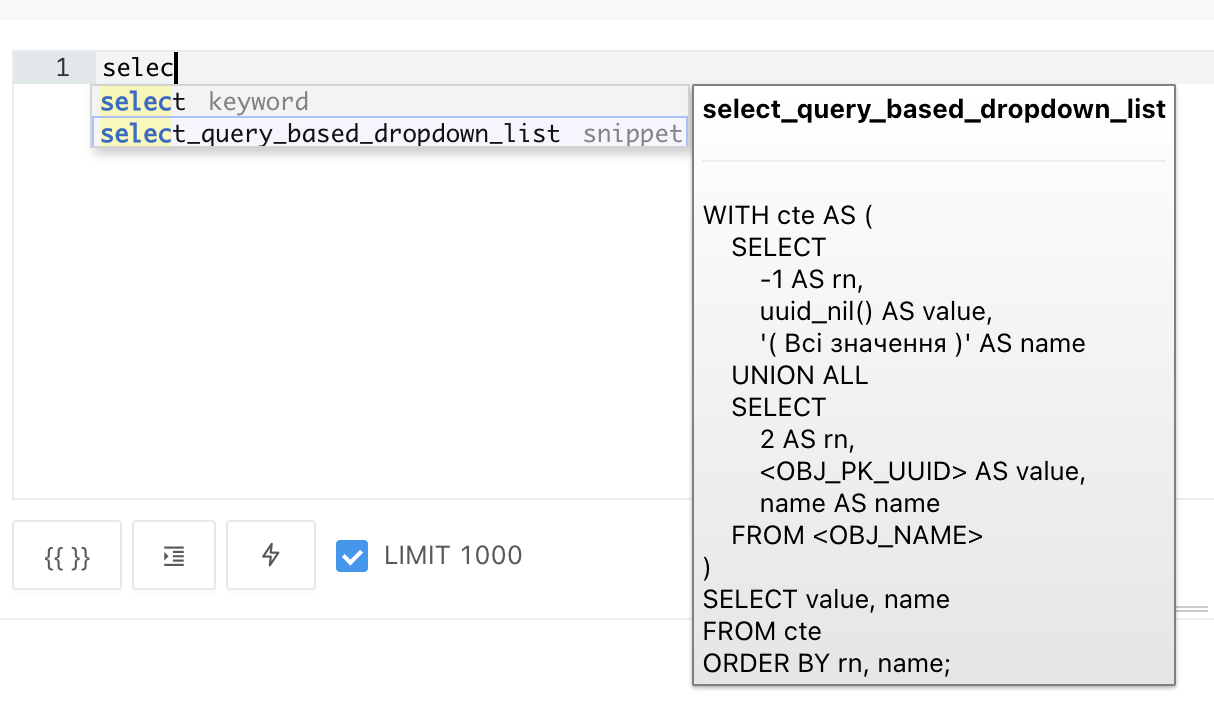 1 selec
select keyword
select_query_based_dropdown_list snippet
select_query_based_dropdown_list
WITH cte AS (
SELECT
-1 AS rn,
uuid_nil() AS value,
'( Всі значення )' AS name
UNION ALL
SELECT
2 AS rn,
<OBJ_PK_UUID> AS value,
name AS name
FROM <OBJ_NAME>
)
SELECT value, name
FROM cte
ORDER BY rn, name;
{{ }}
LIMIT 1000